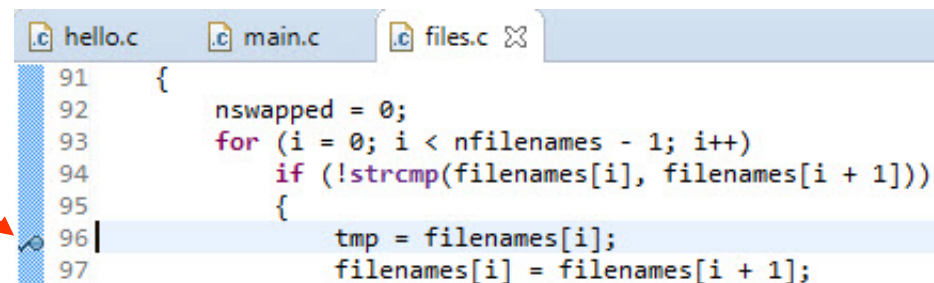 .c hello.c .c main.c .c files.c
91 {
92 nswapped = 0;
93 for (i = 0; i < nfilenames - 1; i++)
94 if (!strcmp(filenames[i], filenames[i + 1]))
95 {
96 tmp = filenames[i];
97 filenames[i] = filenames[i + 1];